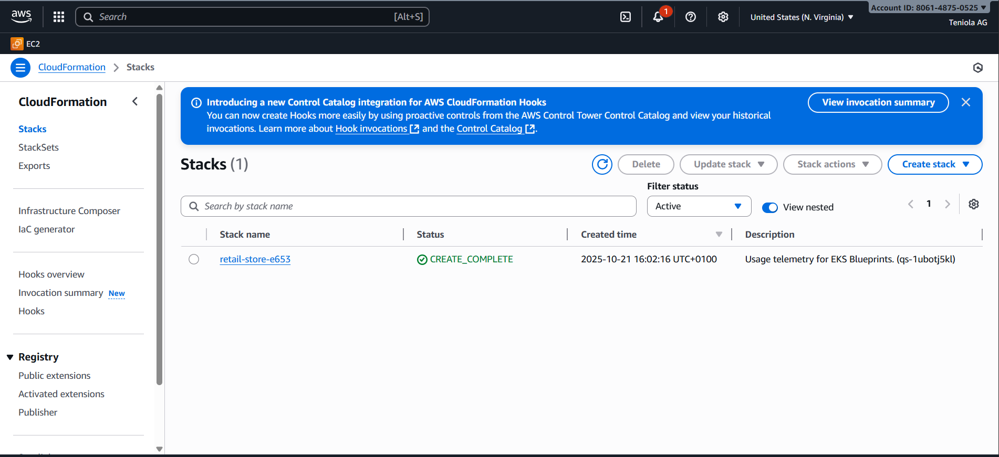 aws
Search
[Alt+S]
1
United States (N. Virginia)
Account ID: 8061-4875-0525
Teniola AG
EC2
CloudFormation
Stacks
CloudFormation
Stacks
StackSets
Exports
Infrastructure Composer
IaC generator
Hooks overview
Invocation summary New
Hooks
Registry
Public extensions
Activated extensions
Publisher
Introducing a new Control Catalog integration for AWS CloudFormation Hooks
You can now create Hooks more easily by using proactive controls from the AWS Control Tower Control Catalog and view your historical
invocations. Learn more about Hook invocations and the Control Catalog.
View invocation summary
Stacks (1)
Delete
Update stack
Stack actions
Create stack
Filter status
Search by stack name
Active
View nested
1
Stack name Status Created time Description
retail-store-e653 CREATE_COMPLETE 2025-10-21 16:02:16 UTC+0100 Usage telemetry for EKS Blueprints. (qs-1ubotj5kl)